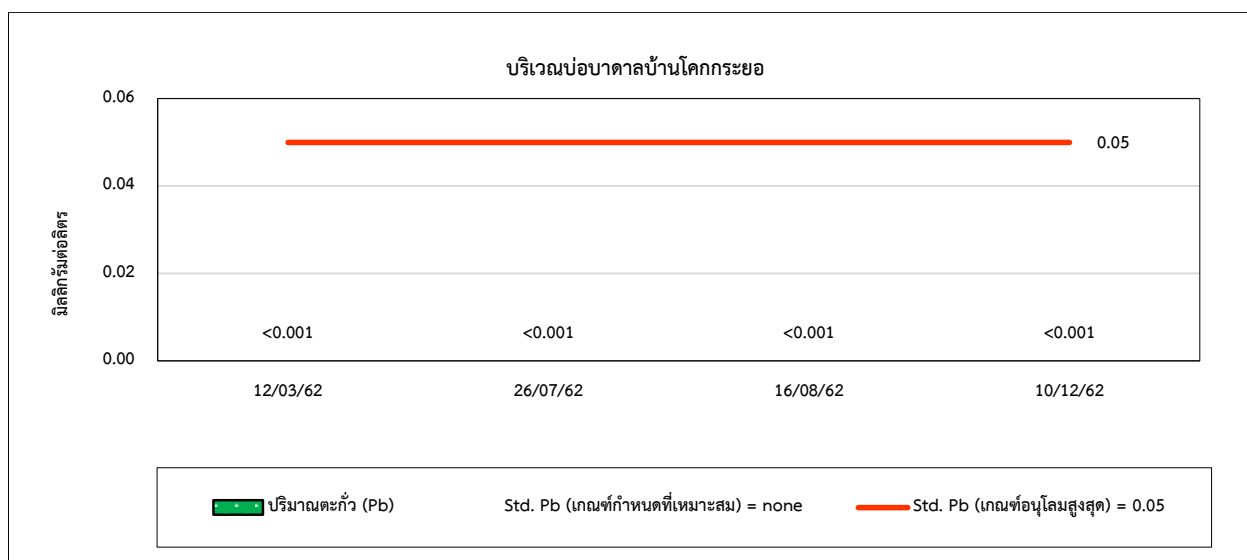 บริเวณบ่อบาดาลบ้านโคกกระยอ
มิลลิกรัมต่อลิตร
0.06
0.05
0.04
0.02
<0.001 <0.001 <0.001 <0.001
0.00
12/03/62 26/07/62 16/08/62 10/12/62
ปริมาณตะกั่ว (Pb) Std. Pb (เกณฑ์กำหนดที่เหมาะสม) = none Std. Pb (เกณฑ์อนุโลมสูงสุด) = 0.05